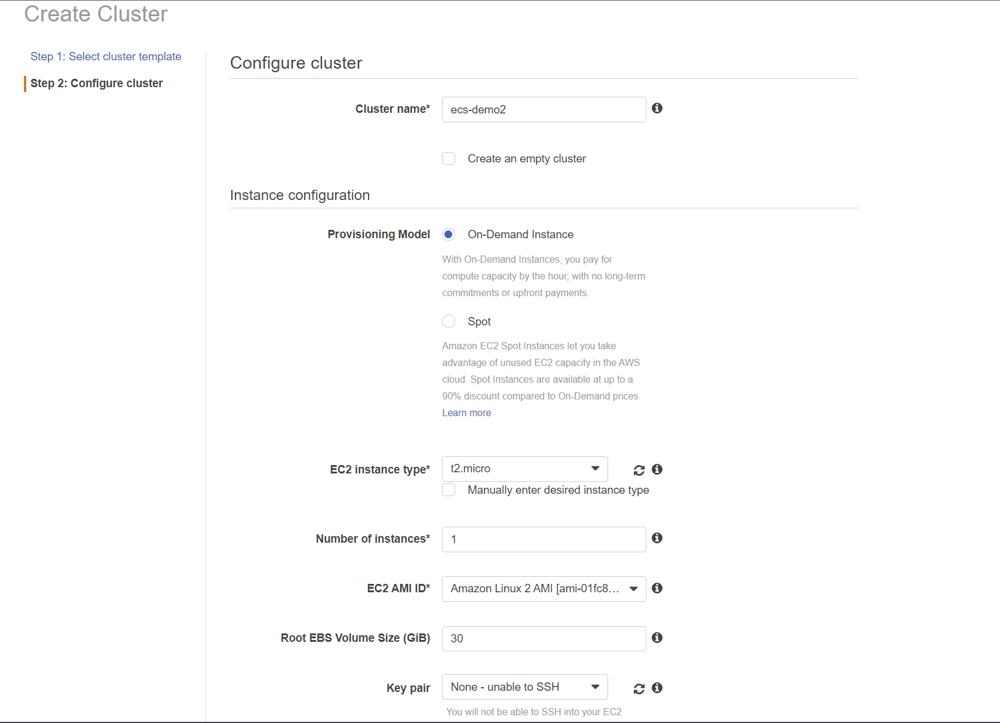 Create Cluster
Step 1: Select cluster template
Step 2: Configure cluster
Configure cluster
Cluster name* ecs-demo2
Create an empty cluster
Instance configuration
Provisioning Model On-Demand Instance
With On-Demand Instances, you pay for
compute capacity by the hour, with no long-term
commitments or upfront payments.
Spot
Amazon EC2 Spot Instances let you take
advantage of unused EC2 capacity in the AWS
cloud. Spot Instances are available at up to a
90% discount compared to On-Demand prices.
Learn more
EC2 instance type* t2.micro
Manually enter desired instance type
Number of instances* 1
EC2 AMI ID* Amazon Linux 2 AMI [ami-01fc8...
Root EBS Volume Size (GiB) 30
Key pair None - unable to SSH
You will not be able to SSH into your EC2